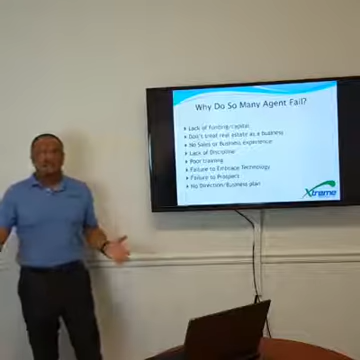 Why Do So Many Agent Fail?
Lack of funding/capital
Don't treat real estate as a business
No Sales or Business experience
Lack of Discipline
Poor training
Failure to Embrace Technology
Failure to Prospect
No Direction/Business plan
Xtreme